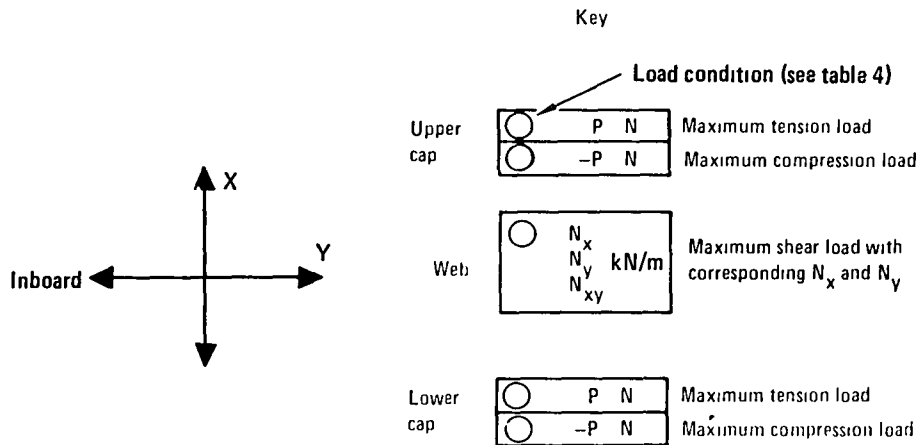 Key
Load condition (see table 4)
Upper cap
P N Maximum tension load
–P N Maximum compression load
X
Y
Inboard
Web
N_x
N_y kN/m
N_xy
Maximum shear load with
corresponding N_x and N_y
Lower cap
P N Maximum tension load
–P N Maximum compression load